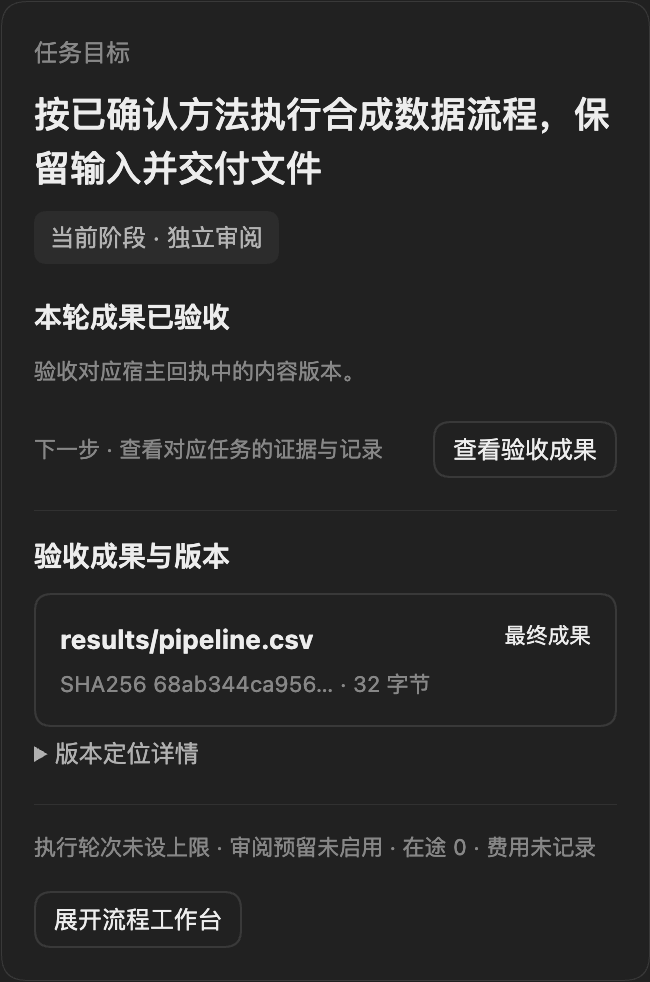 任务目标
按已确认方法执行合成数据流程，保
留输入并交付文件
当前阶段 · 独立审阅
本轮成果已验收
验收对应宿主回执中的内容版本。
下一步 · 查看对应任务的证据与记录
查看验收成果
验收成果与版本
results/pipeline.csv
最终成果
SHA256 68ab344ca956… · 32 字节
▶ 版本定位详情
执行轮次未设上限 · 审阅预留未启用 · 在途 0 · 费用未记录
展开流程工作台